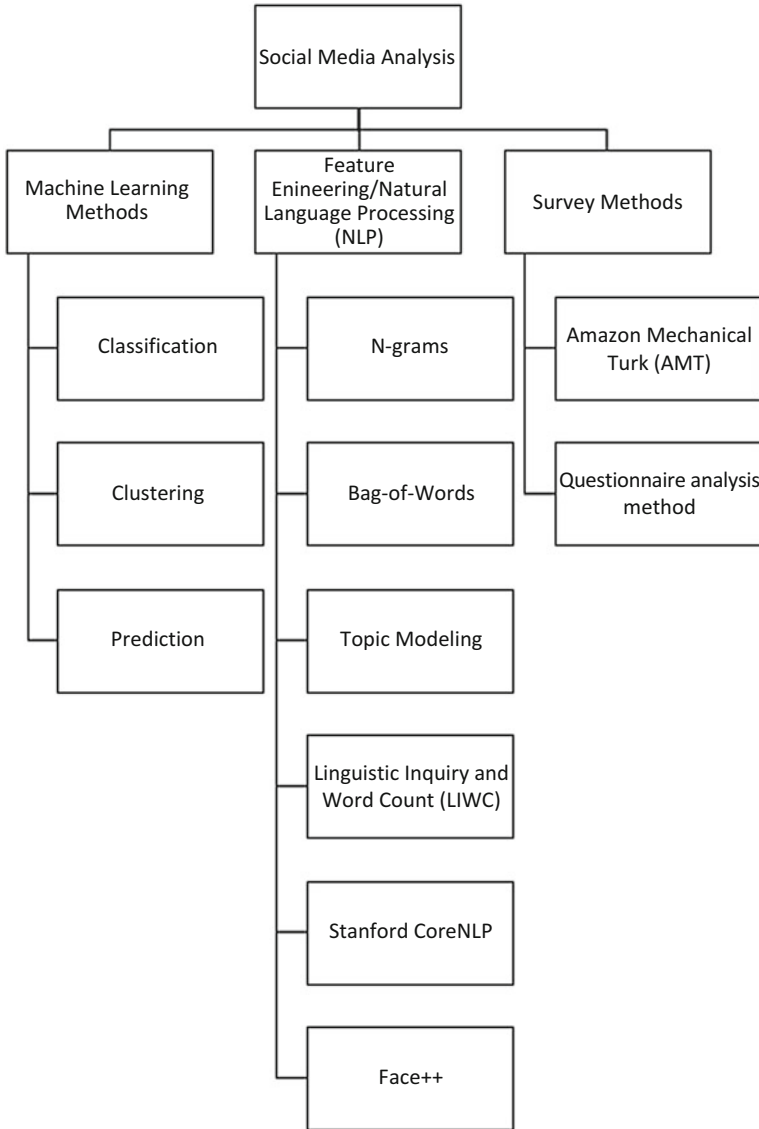 Social Media Analysis
Machine Learning
Methods
Feature
Enineering/Natural
Language Processing
(NLP)
Survey Methods
Classification
N-grams
Amazon Mechanical
Turk (AMT)
Clustering
Bag-of-Words
Questionnaire analysis
method
Prediction
Topic Modeling
Linguistic Inquiry and
Word Count (LIWC)
Stanford CoreNLP
Face++